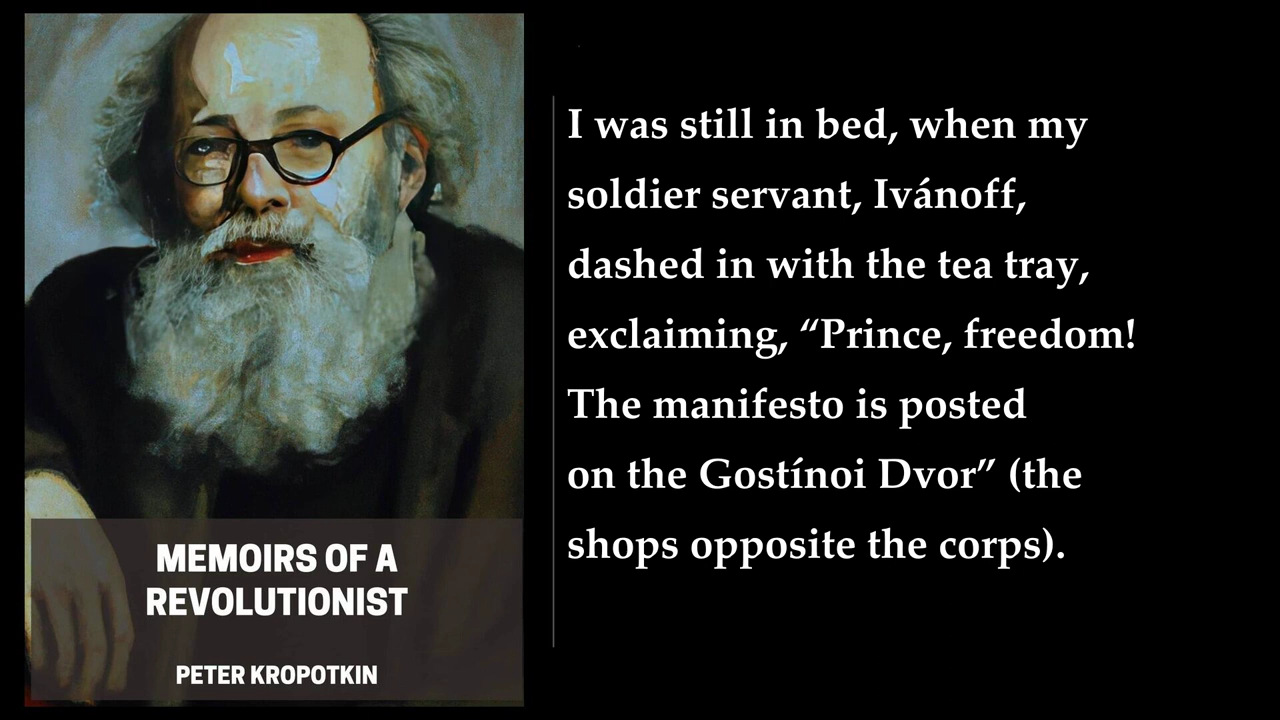 MEMOIRS OF A
REVOLUTIONIST
PETER KROPOTKIN
I was still in bed, when my
soldier servant, Ivánoff,
dashed in with the tea tray,
exclaiming, “Prince, freedom!
The manifesto is posted
on the Gostínoi Dvor” (the
shops opposite the corps).